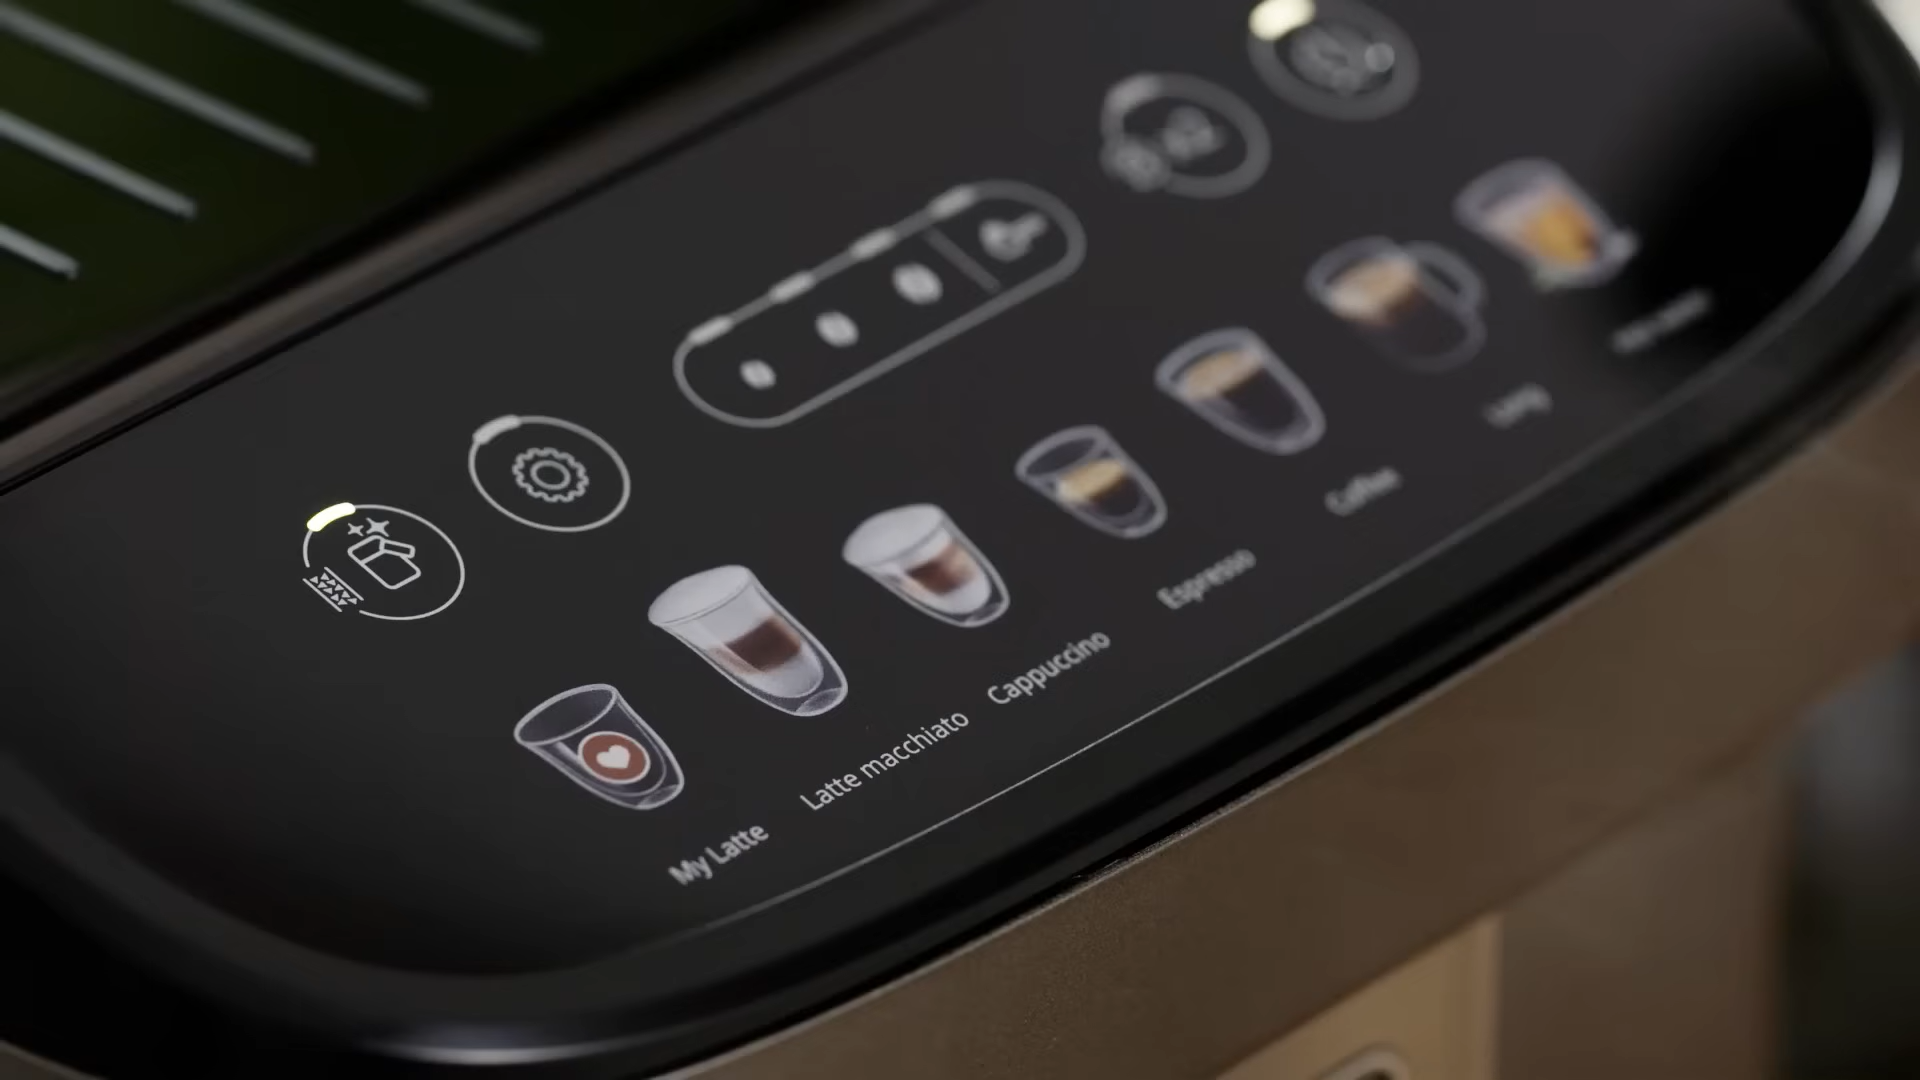 My Latte
Latte macchiato
Cappuccino
Espresso
Coffee